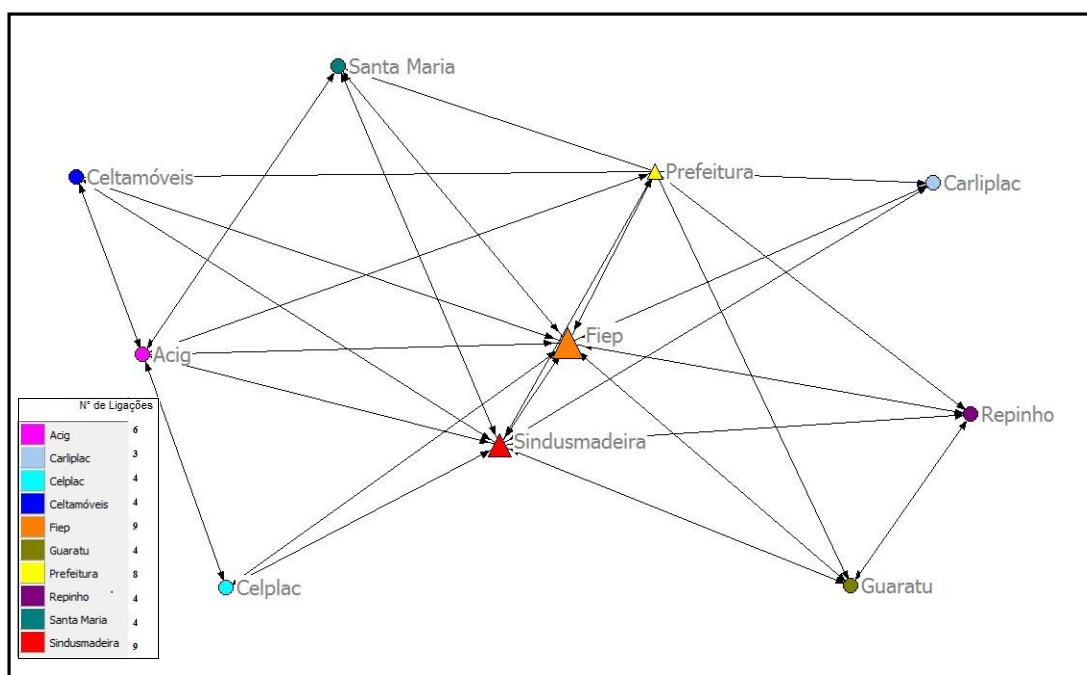 Santa Maria
Celtamóveis
Prefeitura
Carliplac
Fiep
Acig
Repinho
Sindusmadeira
Celplac
Guaratu
N° de Ligações
Acig 6
Carliplac 3
Celplac 4
Celtamóveis 4
Fiep 9
Guaratu 4
Prefeitura 8
Repinho 4
Santa Maria 4
Sindusmadeira 9